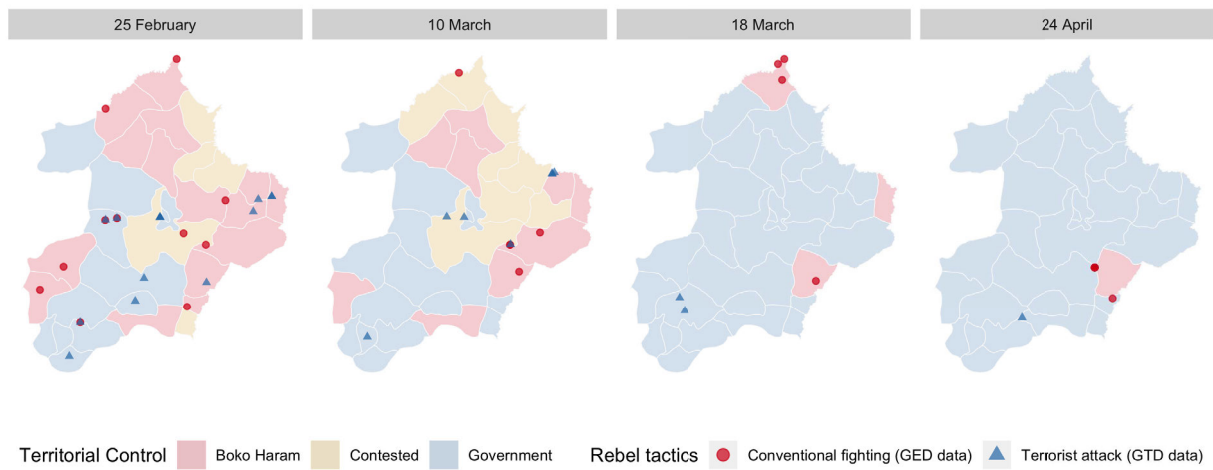 25 February
10 March
18 March
24 April
Territorial Control
Boko Haram
Contested
Government
Rebel tactics
Conventional fighting (GED data)
Terrorist attack (GTD data)